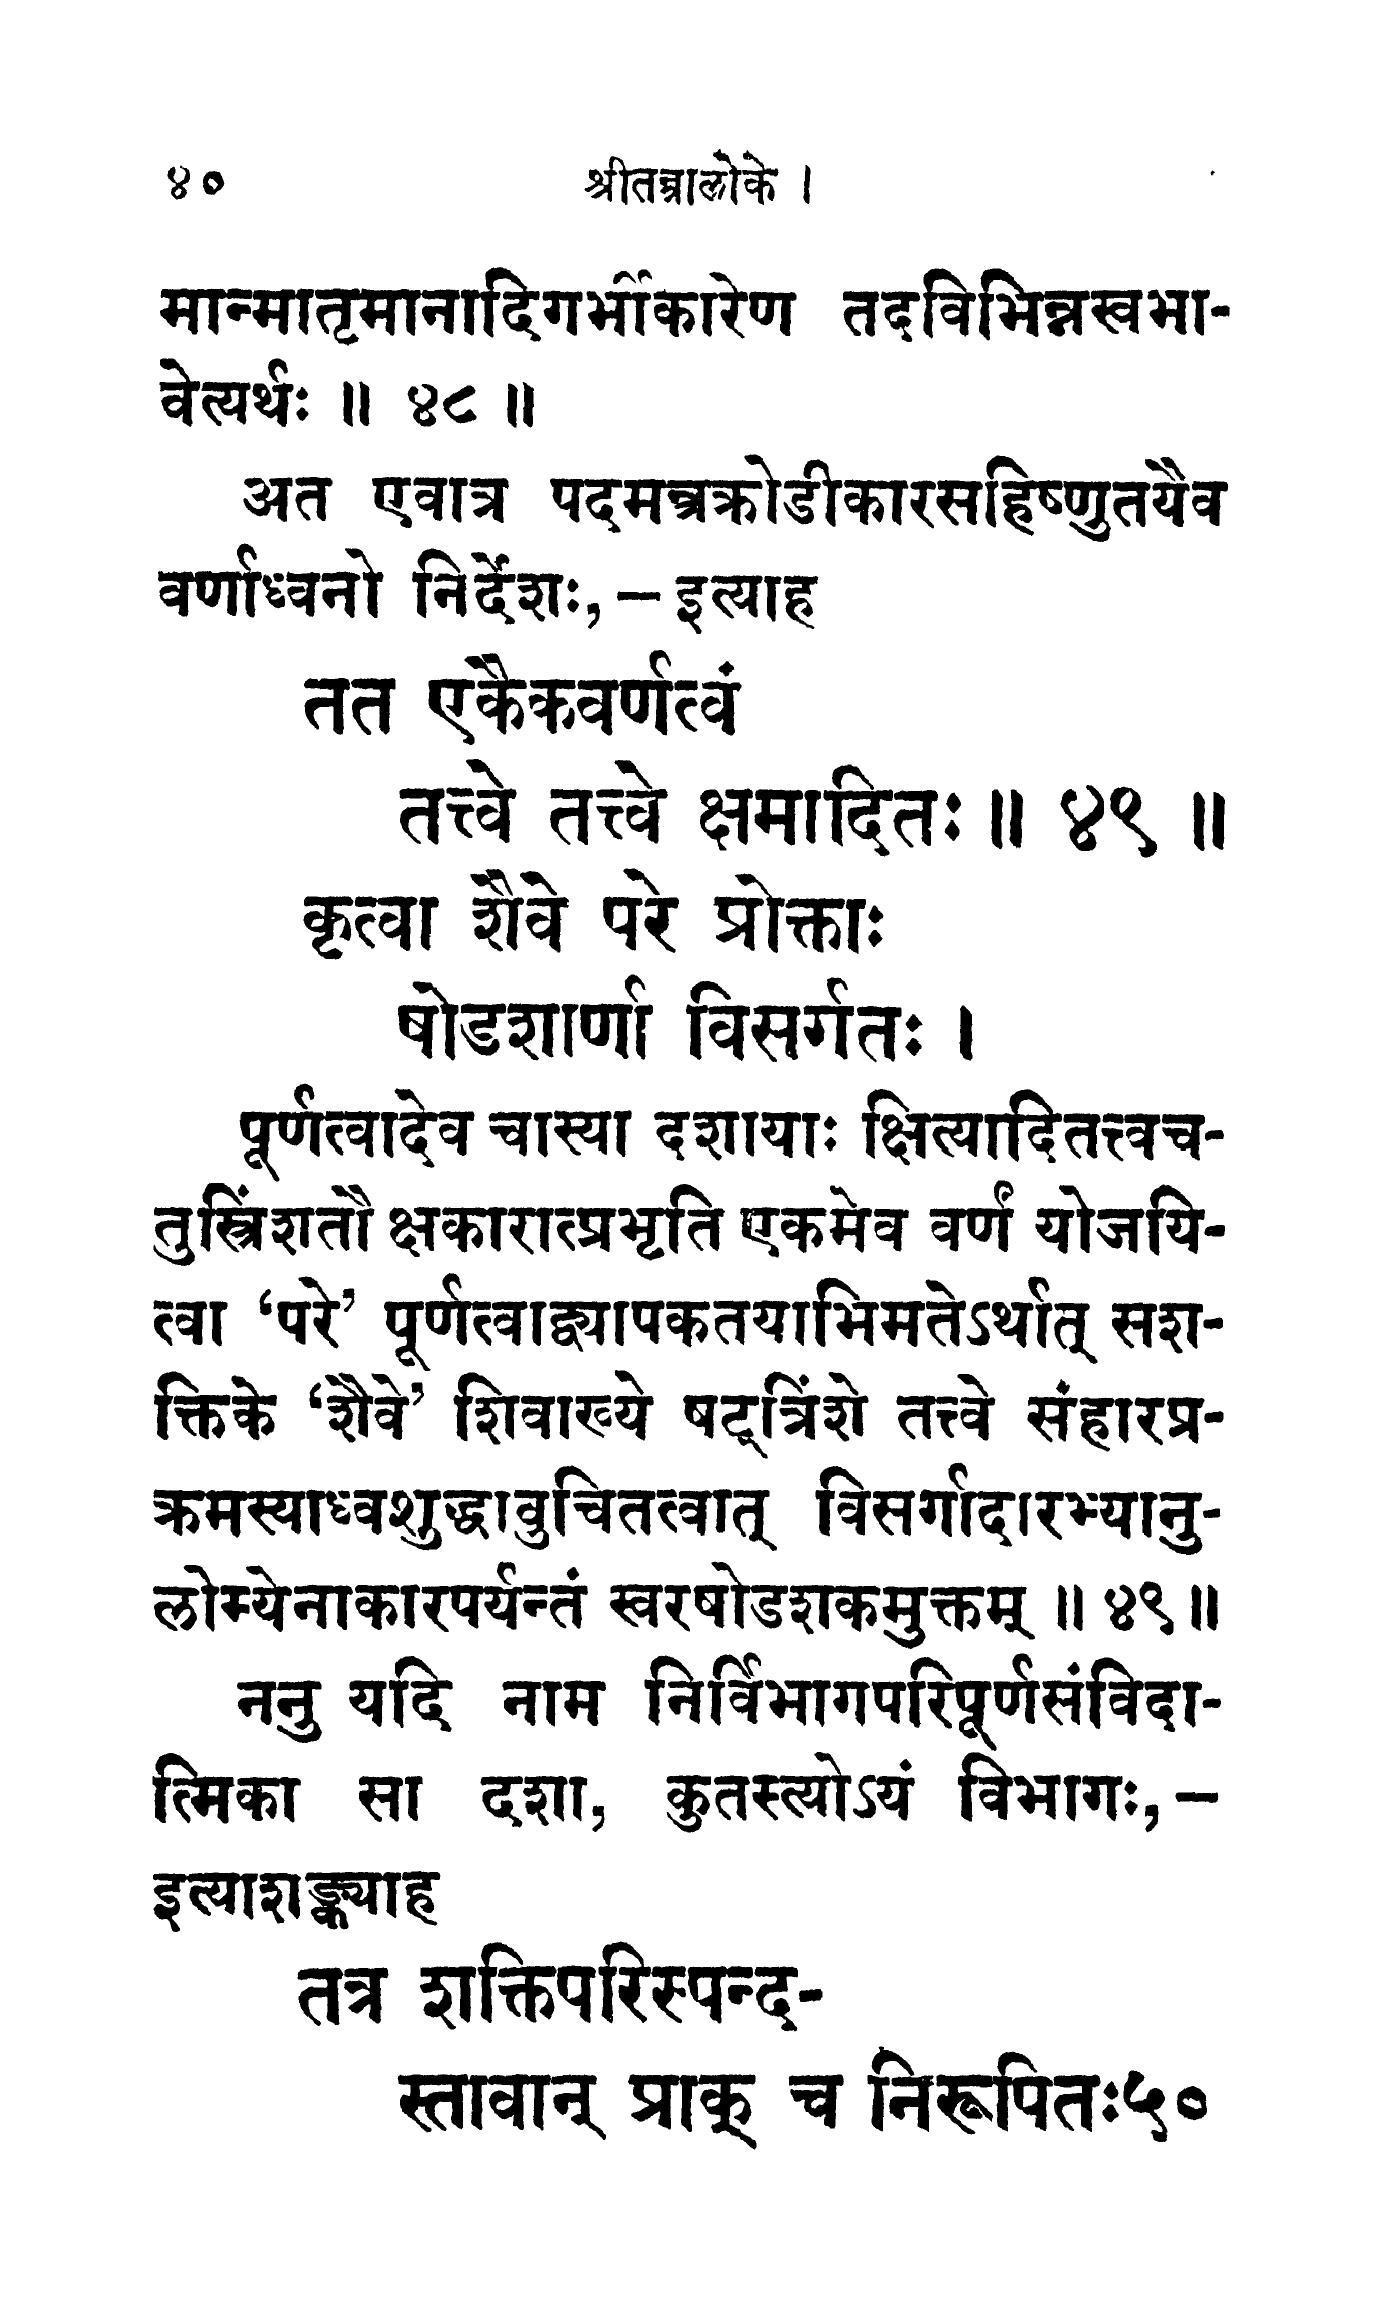 ४० श्रीतन्त्रालोके ।
मान्मातृमानादिगर्भीकारेण तदविभिन्नस्वभा-
वेत्यर्थः ॥ ४८ ॥
अत एवात्र पदमन्त्रक्रोडीकारसहिष्णुतयैव
वर्णाध्वनो निर्देशः,—इत्याह
तत एकैकवर्णत्वं
तत्त्वे तत्त्वे क्षमादितः ॥ ४९ ॥
कृत्वा शैवे परे प्रोक्ताः
षोडशार्णा विसर्गतः ।
पूर्णत्वादेव चास्या दशायाः क्षित्यादितत्त्वच-
तुस्त्रिंशतौ क्षकारात्प्रभृति एकमेव वर्णं योजयि-
त्वा ‘परे’ पूर्णत्वाद्व्यापकतयाभिमतेऽर्थात् सश-
क्तिके ‘शैवे’ शिवाख्ये षट्त्रिंशे तत्त्वे संहारप्र-
क्रमस्याध्वशुद्धावुचितत्वात् विसर्गादारभ्यानु-
लोम्येनाकारपर्यन्तं स्वरषोडशकमुक्तम् ॥ ४९ ॥
ननु यदि नाम निर्विभागपरिपूर्णसंविदा-
त्मिका सा दशा, कुतस्त्योऽयं विभागः,—
इत्याशङ्क्याह
तत्र शक्तिपरिस्पन्द-
स्तावान् प्राक् च निरूपितः५०